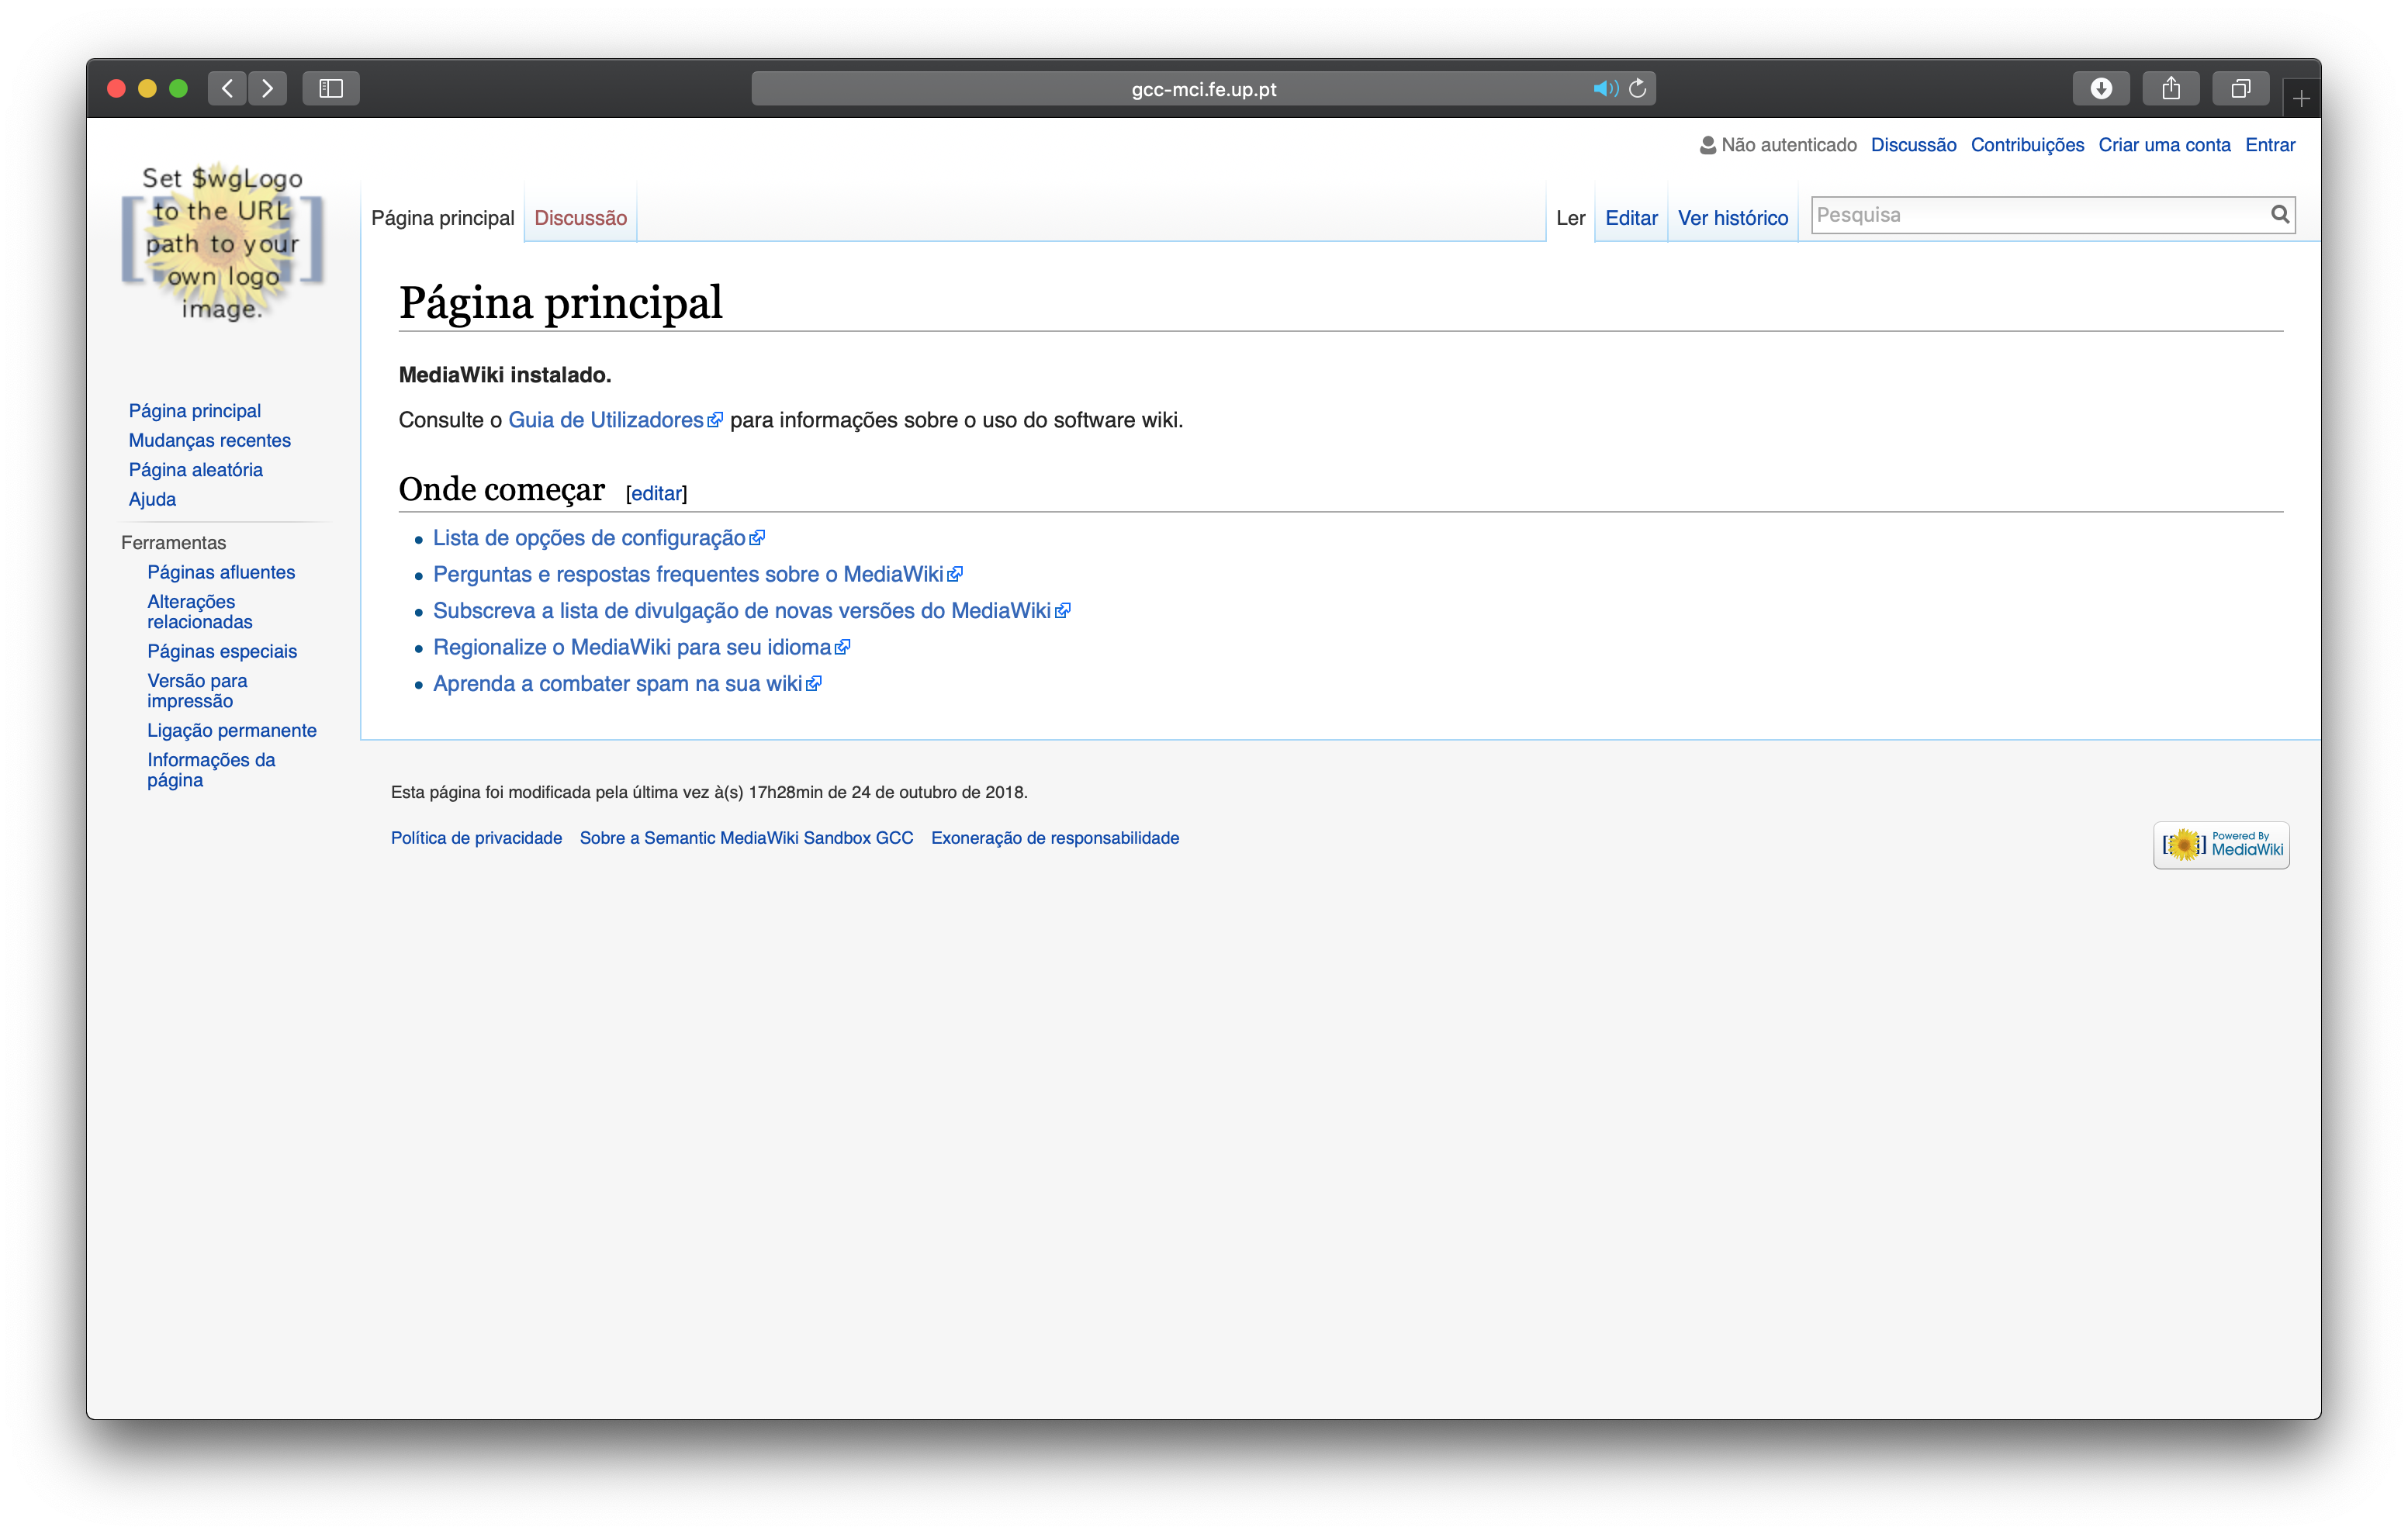 gcc-mci.fe.up.pt
Não autenticado Discussão Contribuições Criar uma conta Entrar
Set $wgLogo
to the URL
path to your
own logo
image.
Página principal Discussão Ler Editar Ver histórico Pesquisa
Página principal
MediaWiki instalado.
Consulte o Guia de Utilizadores para informações sobre o uso do software wiki.
Onde começar [editar]
Lista de opções de configuração
Perguntas e respostas frequentes sobre o MediaWiki
Subscreva a lista de divulgação de novas versões do MediaWiki
Regionalize o MediaWiki para seu idioma
Aprenda a combater spam na sua wiki
Página principal
Mudanças recentes
Página aleatória
Ajuda
Ferramentas
Páginas afluentes
Alterações
relacionadas
Páginas especiais
Versão para
impressão
Ligação permanente
Informações da
página
Esta página foi modificada pela última vez à(s) 17h28min de 24 de outubro de 2018.
Política de privacidade Sobre a Semantic MediaWiki Sandbox GCC Exoneração de responsabilidade
Powered By
MediaWiki